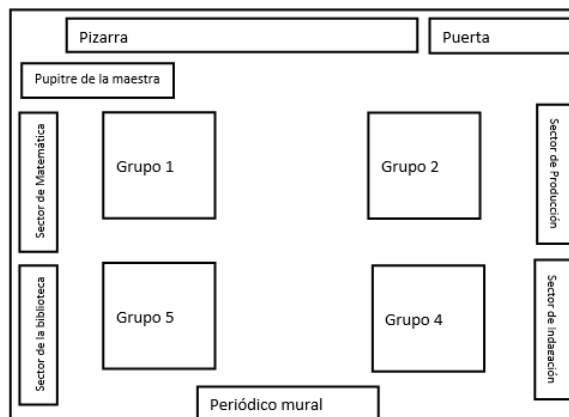 Pizarra
Puerta
Pupitre de la maestra
Sector de Matemática
Grupo 1
Grupo 2
Sector de Producción
Sector de la biblioteca
Grupo 5
Grupo 4
Sector de Indagación
Periódico mural